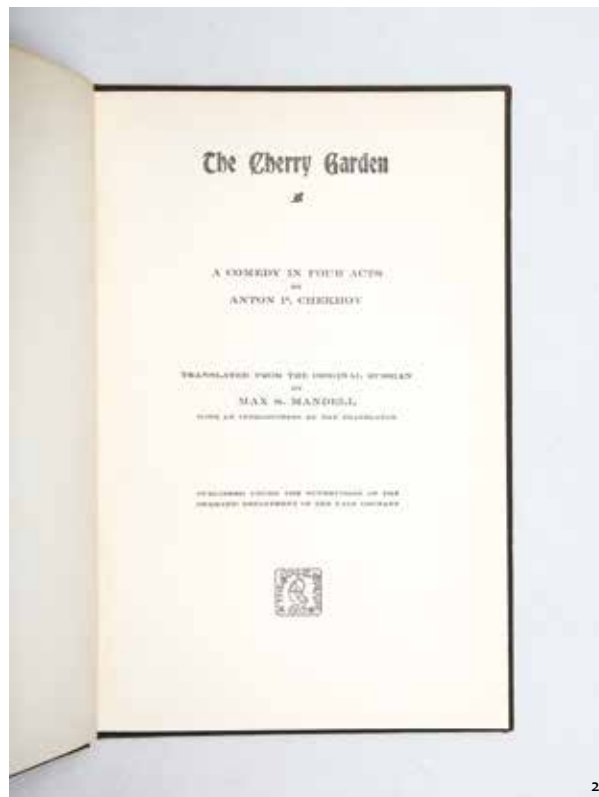 The Cherry Garden
A COMEDY IN FOUR ACTS
BY
ANTON P. CHEKHOV
TRANSLATED FROM THE ORIGINAL RUSSIAN
BY
MAX S. MANDELL
WITH AN INTRODUCTION BY THE TRANSLATOR
PUBLISHED UNDER THE SUPERVISION OF THE
DRAMATIC DEPARTMENT OF THE YALE COURANT
2